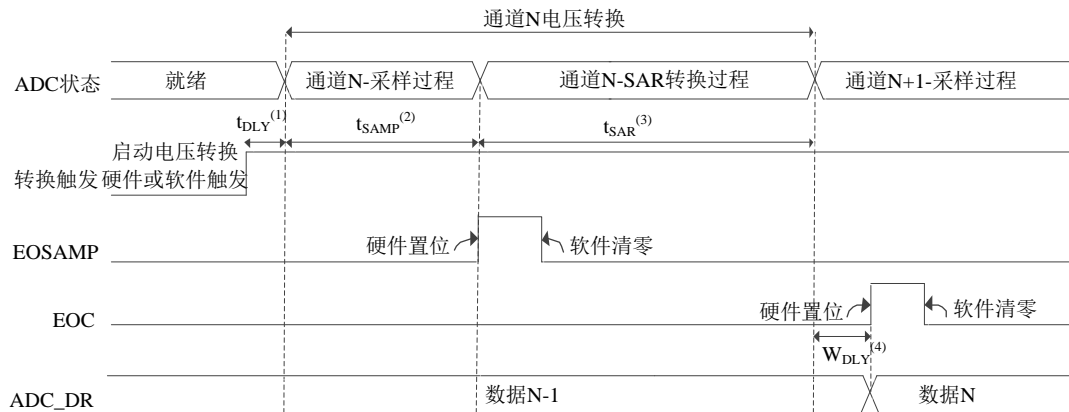 通道N电压转换
ADC状态 就绪 通道N-采样过程 通道N-SAR转换过程 通道N+1-采样过程
tDLY(1) tSAMP(2) tSAR(3)
启动电压转换
转换触发 硬件或软件触发
EOSAMP 硬件置位 软件清零
EOC 硬件置位 软件清零
WDLY(4)
ADC_DR 数据N-1 数据N